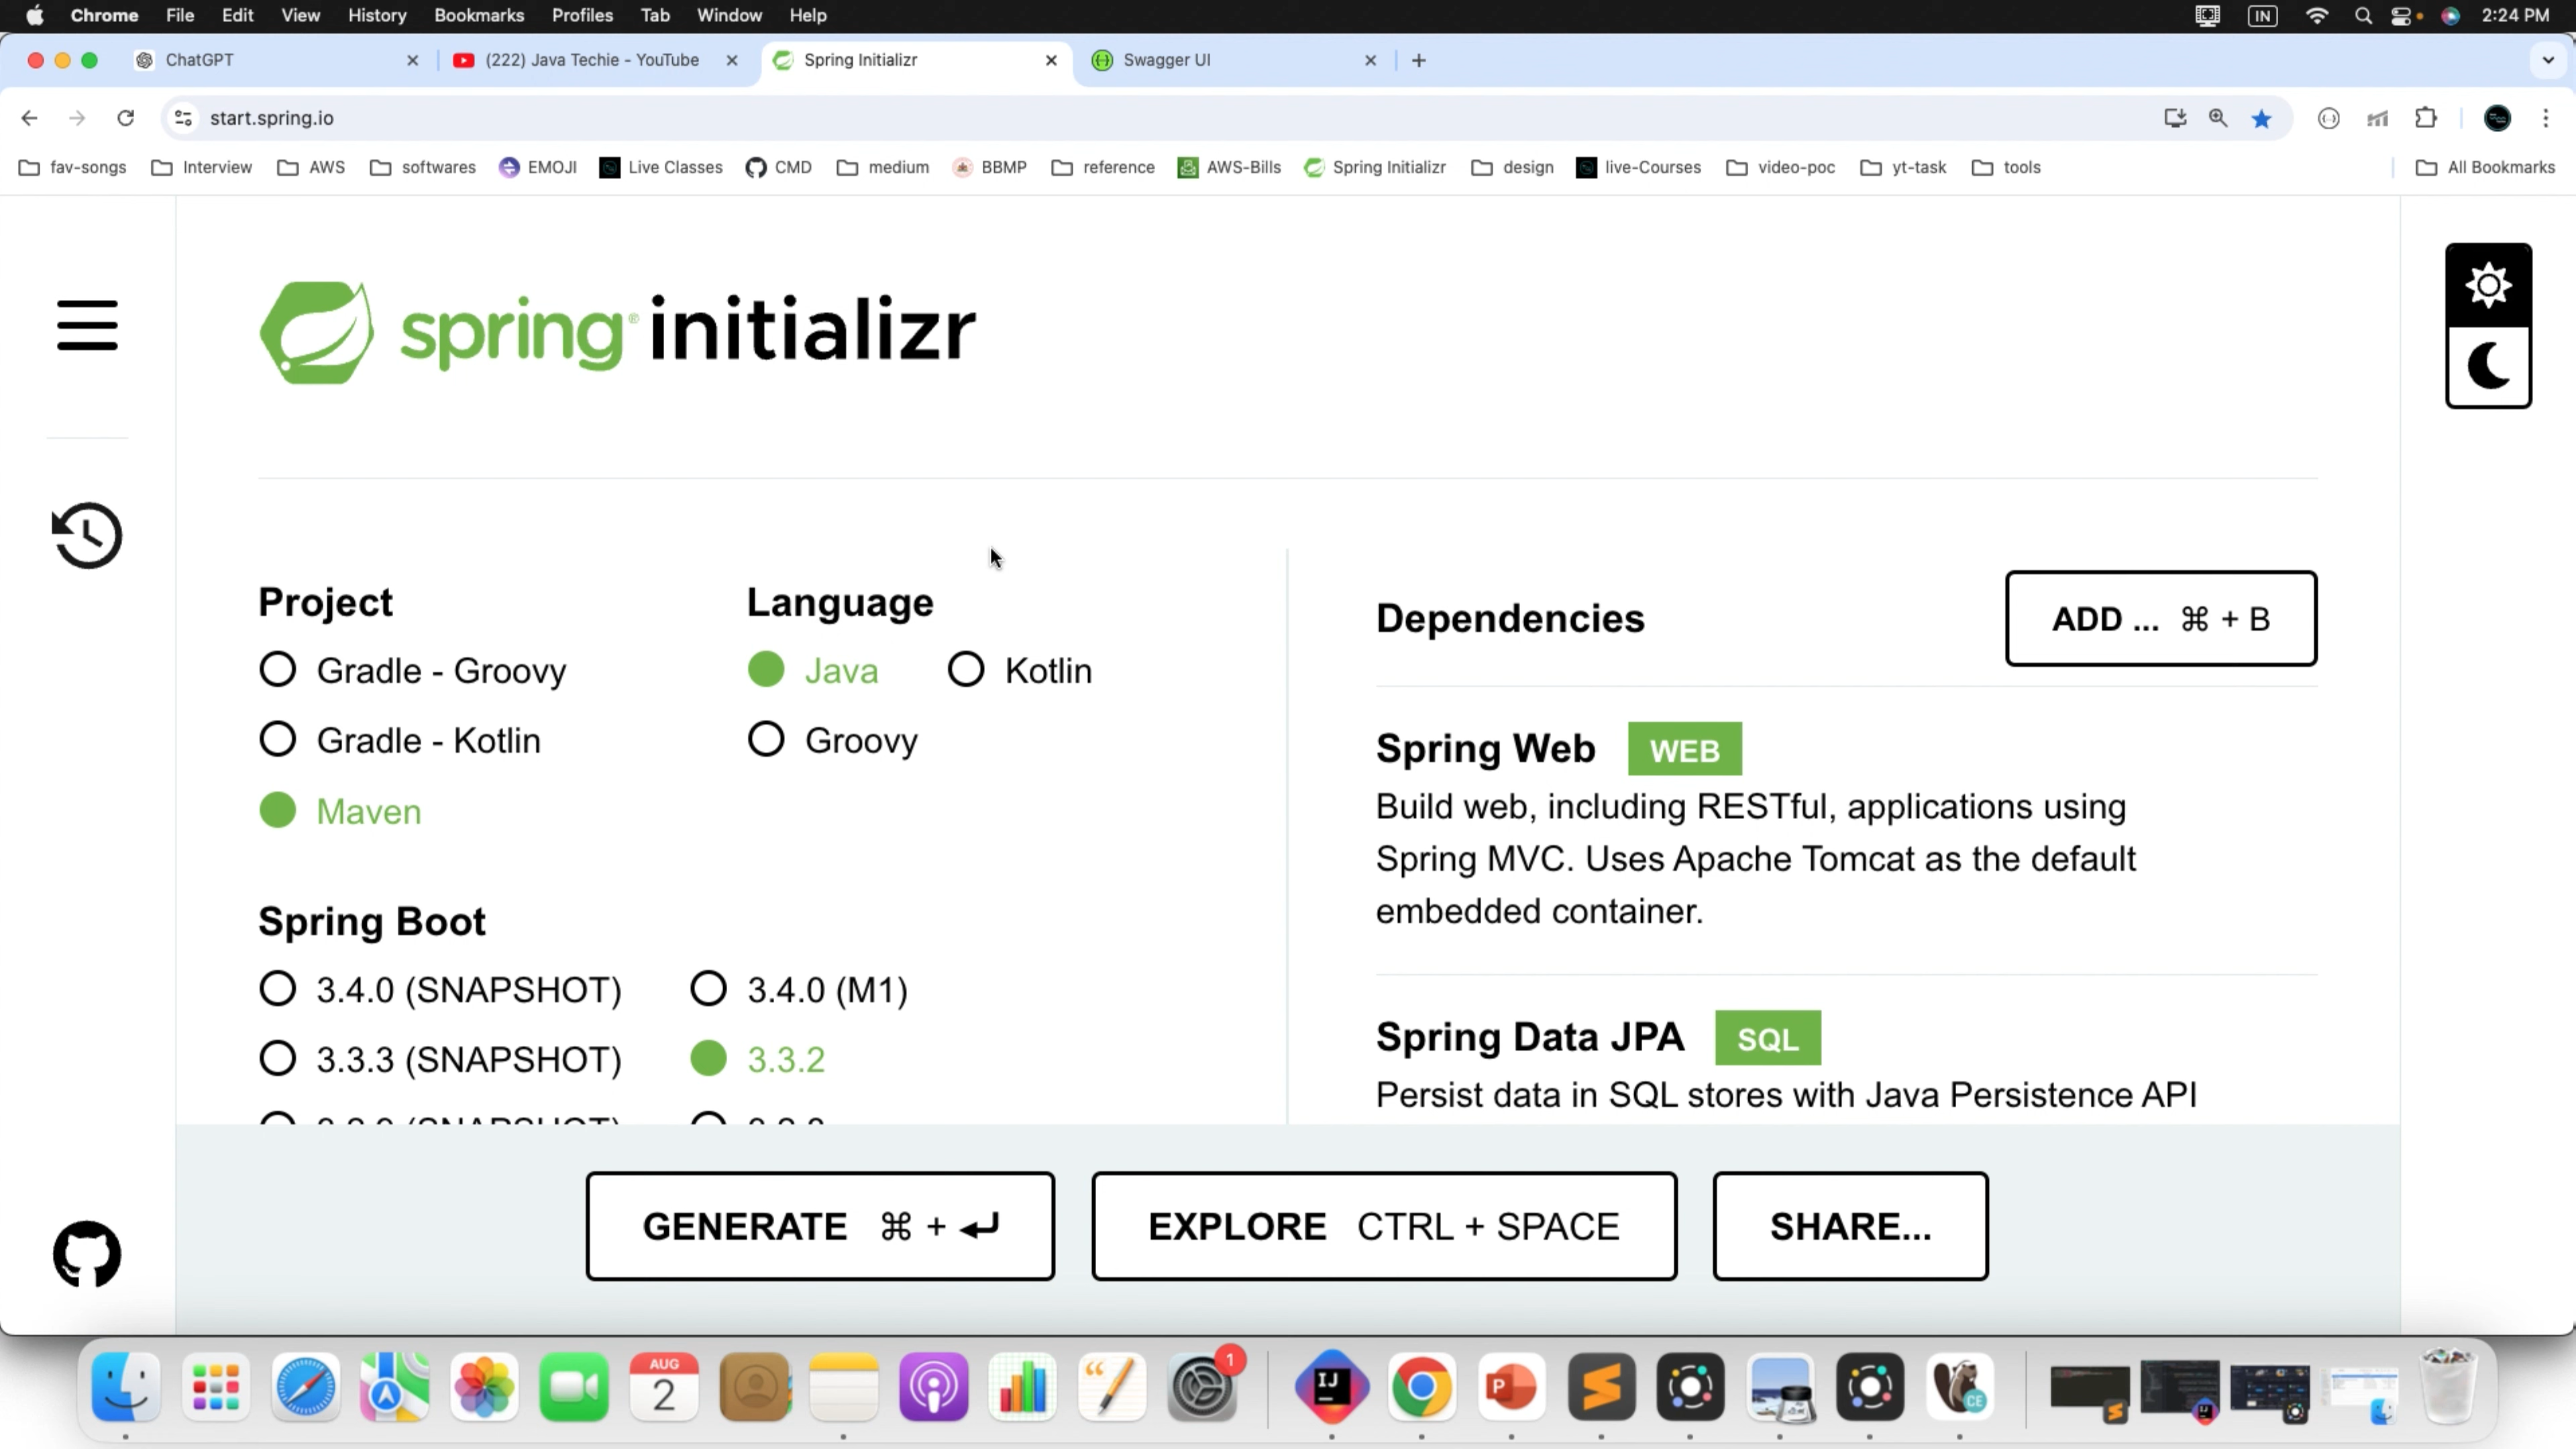 Chrome File Edit View History Bookmarks Profiles Tab Window Help IN 2:24 PM
ChatGPT (222) Java Techie - YouTube Spring Initializr Swagger UI
start.spring.io
fav-songs Interview AWS softwares EMOJI Live Classes CMD medium BBMP reference AWS-Bills Spring Initializr design live-Courses video-poc yt-task tools All Bookmarks
spring® initializr
Project
Gradle - Groovy
Gradle - Kotlin
Maven
Language
Java Kotlin
Groovy
Spring Boot
3.4.0 (SNAPSHOT) 3.4.0 (M1)
3.3.3 (SNAPSHOT) 3.3.2
Dependencies
ADD ... ⌘ + B
Spring Web WEB
Build web, including RESTful, applications using
Spring MVC. Uses Apache Tomcat as the default
embedded container.
Spring Data JPA SQL
Persist data in SQL stores with Java Persistence API
GENERATE ⌘ + ↵ EXPLORE CTRL + SPACE SHARE...
AUG
2
1
IJ
P
CE